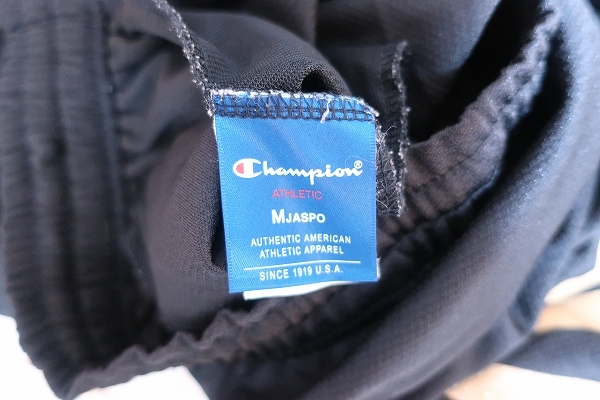 Champion®
ATHLETIC
MJASPO
AUTHENTIC AMERICAN
ATHLETIC APPAREL
SINCE 1919 U.S.A.